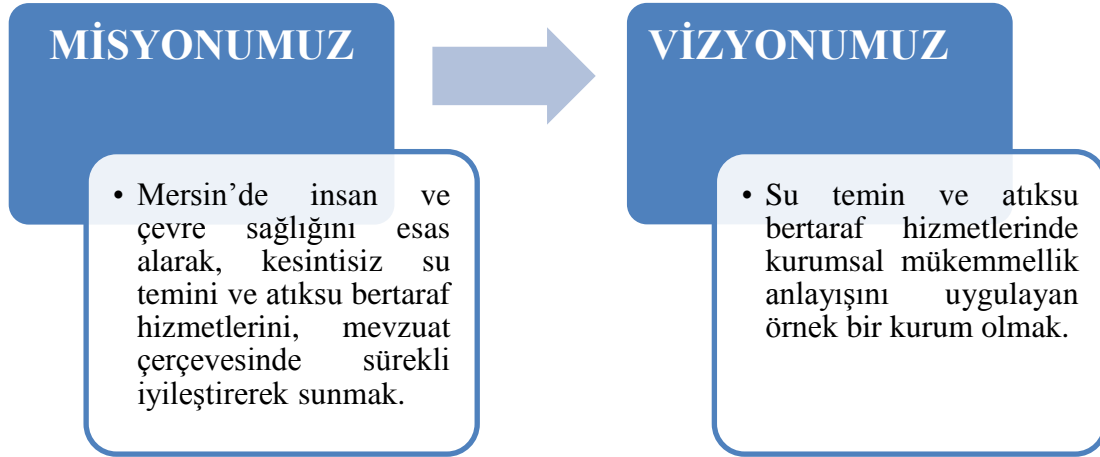 MİSYONUMUZ
• Mersin’de insan ve
çevre sağlığını esas
alarak, kesintisiz su
temini ve atıksu bertaraf
hizmetlerini, mevzuat
çerçevesinde sürekli
iyileştirerek sunmak.
VİZYONUMUZ
• Su temin ve atıksu
bertaraf hizmetlerinde
kurumsal mükemmellik
anlayışını uygulayan
örnek bir kurum olmak.